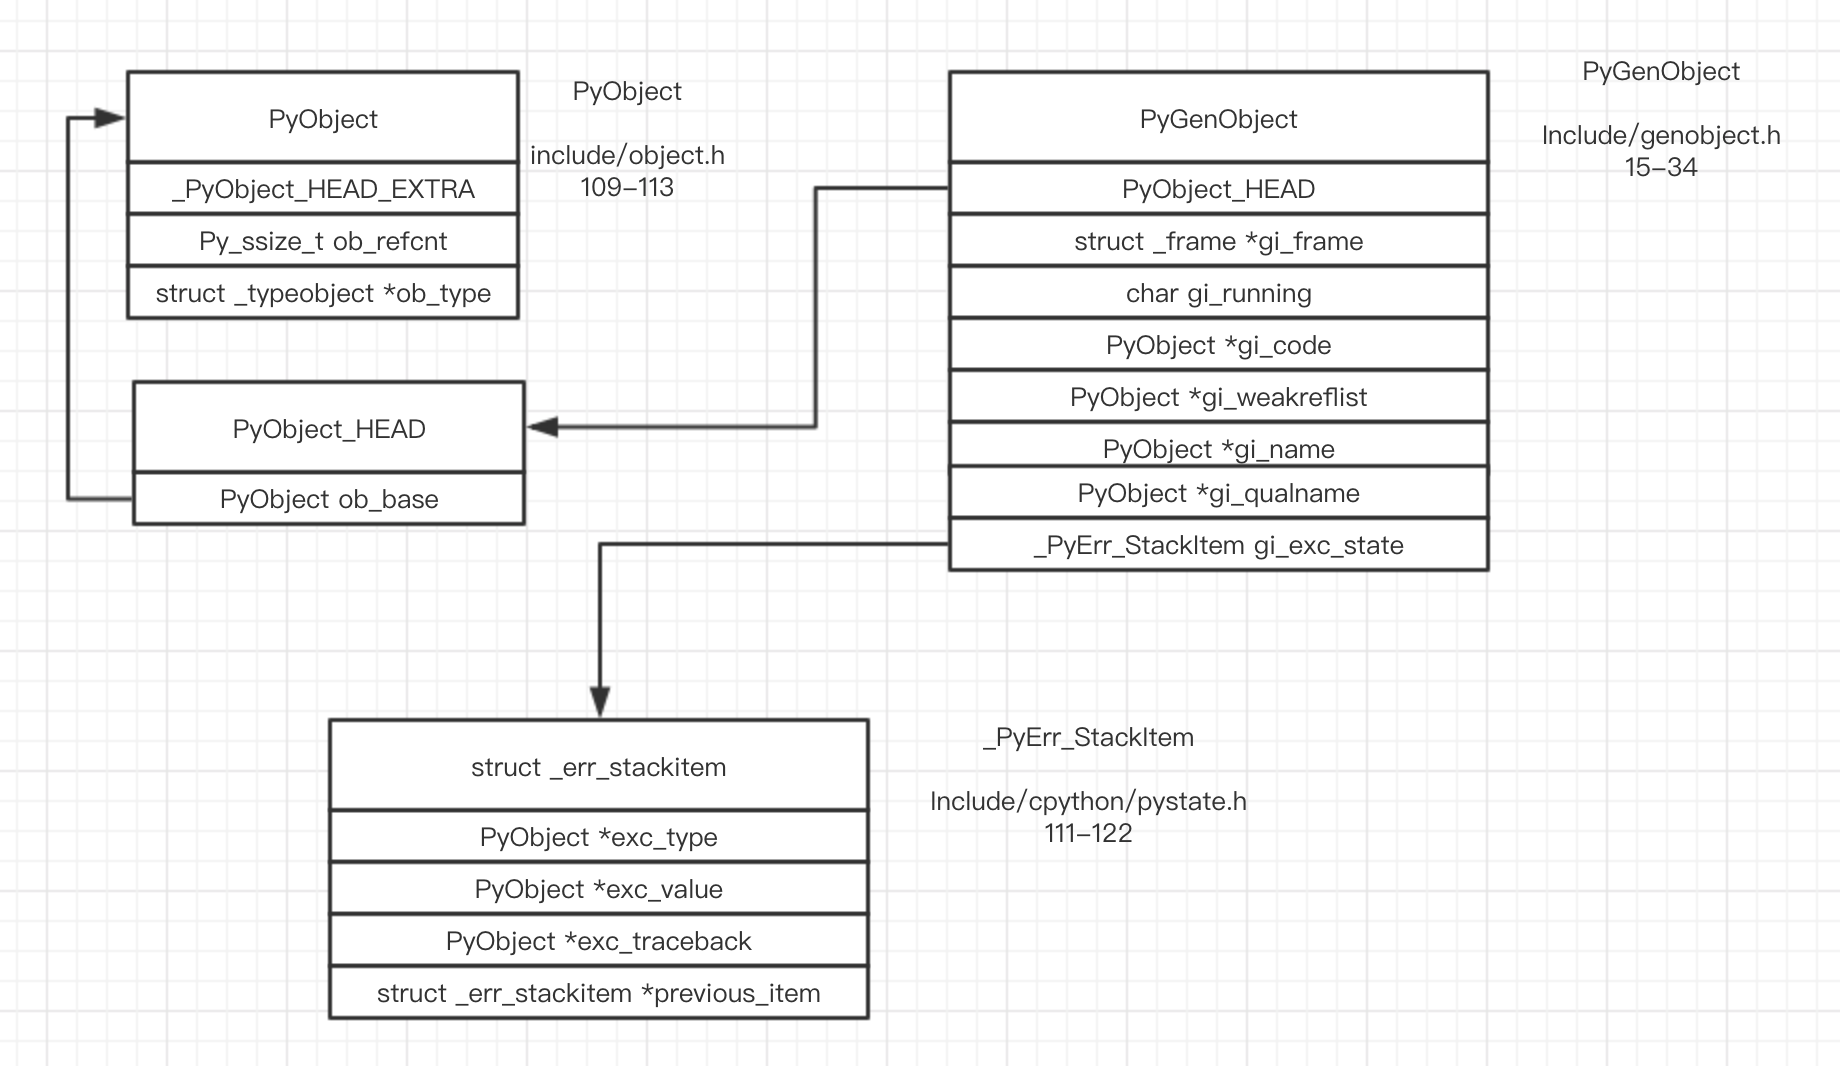 PyObject
_PyObject_HEAD_EXTRA
Py_ssize_t ob_refcnt
struct _typeobject *ob_type
PyObject
include/object.h
109–113
PyObject_HEAD
PyObject ob_base
PyGenObject
PyObject_HEAD
struct _frame *gi_frame
char gi_running
PyObject *gi_code
PyObject *gi_weakreflist
PyObject *gi_name
PyObject *gi_qualname
_PyErr_StackItem gi_exc_state
PyGenObject
Include/genobject.h
15–34
struct _err_stackitem
PyObject *exc_type
PyObject *exc_value
PyObject *exc_traceback
struct _err_stackitem *previous_item
_PyErr_StackItem
Include/cpython/pystate.h
111–122